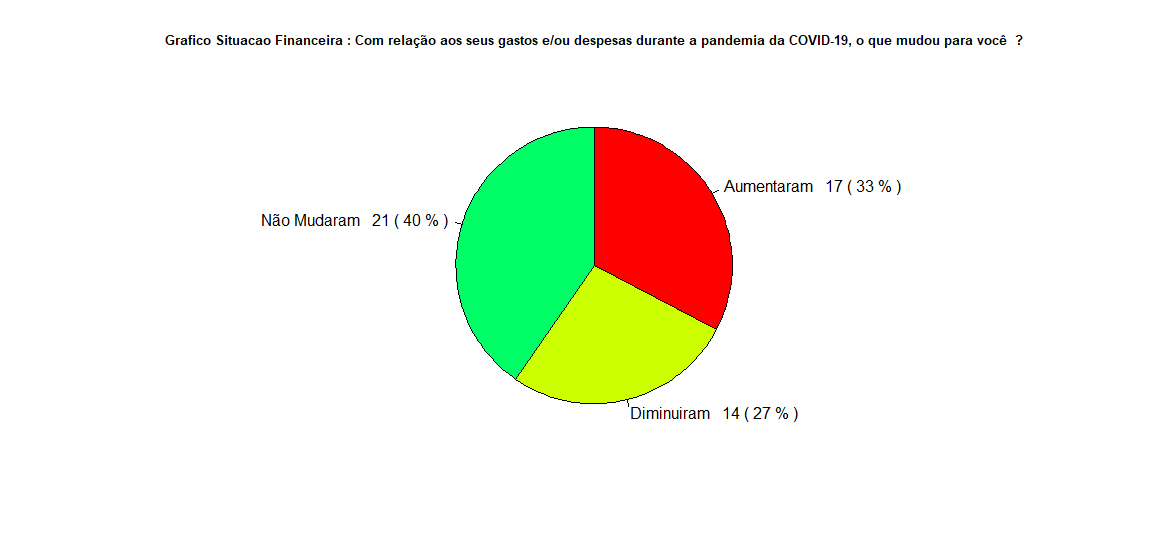 Grafico Situacao Financeira : Com relação aos seus gastos e/ou despesas durante a pandemia da COVID-19, o que mudou para você ?
Aumentaram 17 ( 33 % )
Não Mudaram 21 ( 40 % )
Diminuiram 14 ( 27 % )